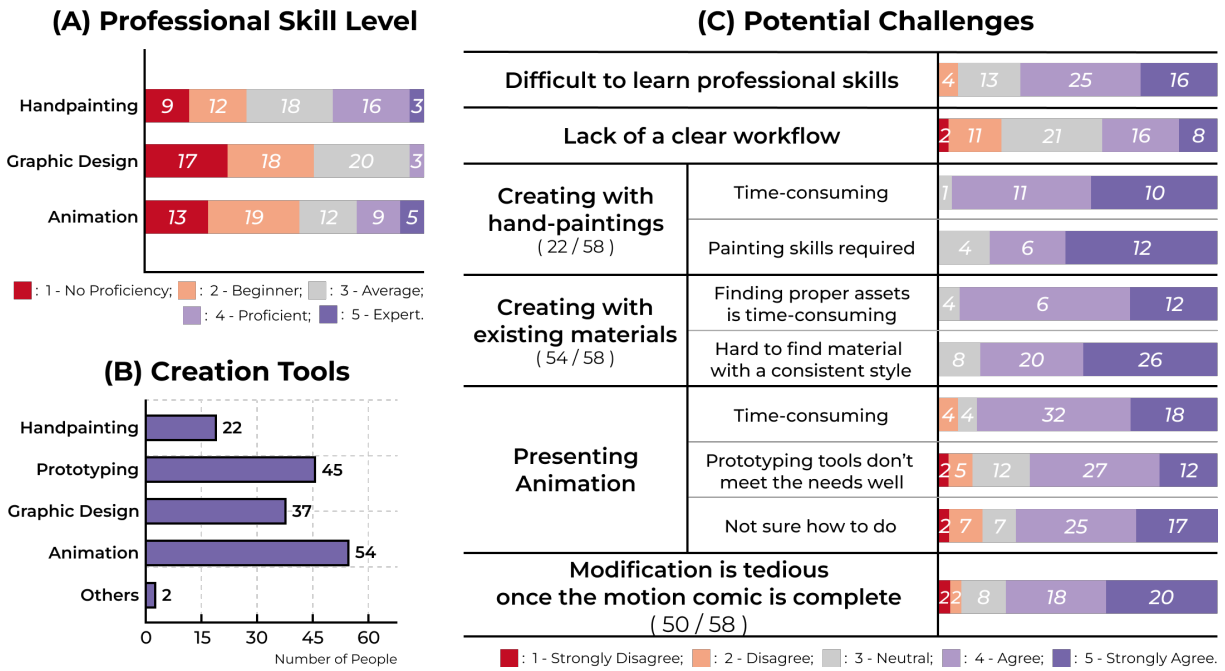 (A) Professional Skill Level
Handpainting 9 12 18 16 3
Graphic Design 17 18 20 3
Animation 13 19 12 9 5
: 1 - No Proficiency; : 2 - Beginner; : 3 - Average;
: 4 - Proficient; : 5 - Expert.
(B) Creation Tools
Handpainting 22
Prototyping 45
Graphic Design 37
Animation 54
Others 2
0 15 30 45 60
Number of People
(C) Potential Challenges
Difficult to learn professional skills 4 13 25 16
Lack of a clear workflow 2 11 21 16 8
Creating with
hand-paintings
( 22 / 58 )
Time-consuming 1 11 10
Painting skills required 4 6 12
Creating with
existing materials
( 54 / 58 )
Finding proper assets
is time-consuming
4 6 12
Hard to find material
with a consistent style
8 20 26
Presenting
Animation
Time-consuming 4 4 32 18
Prototyping tools don't
meet the needs well
2 5 12 27 12
Not sure how to do 2 7 7 25 17
Modification is tedious
once the motion comic is complete
( 50 / 58 )
2 2 8 18 20
: 1 - Strongly Disagree; : 2 - Disagree; : 3 - Neutral; : 4 - Agree; : 5 - Strongly Agree.